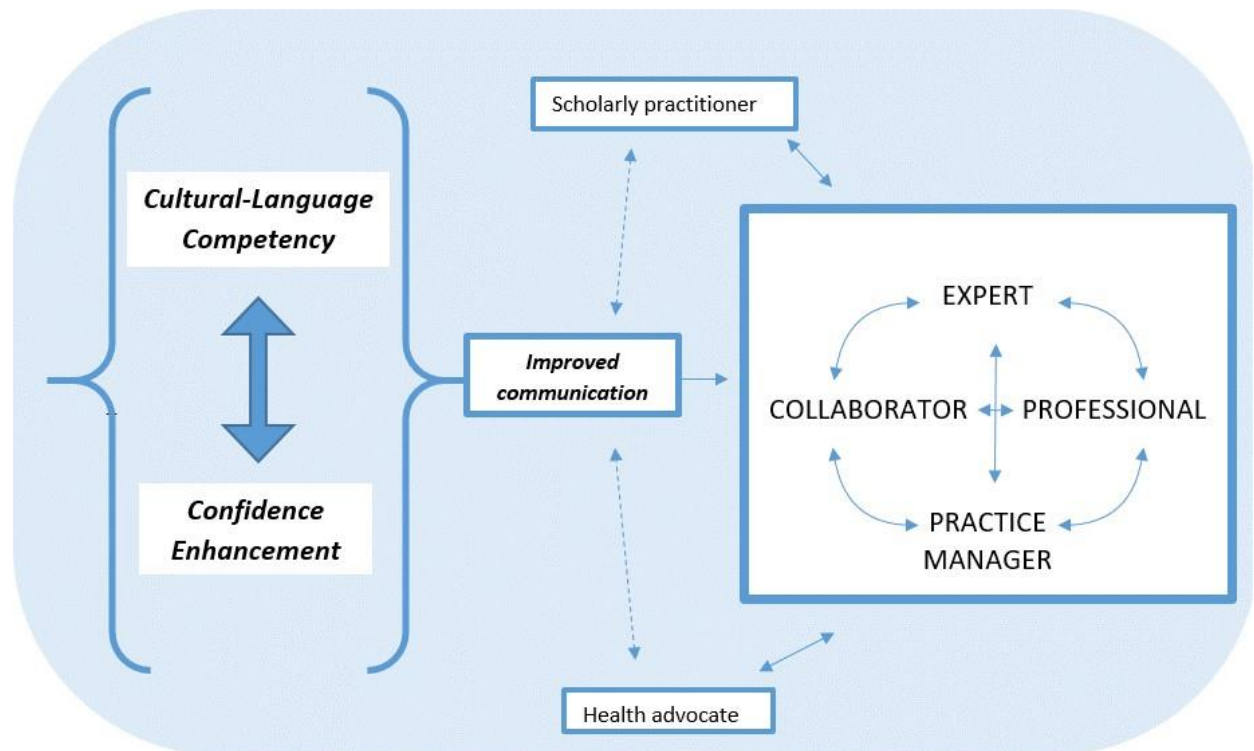 Scholarly practitioner
Cultural-Language
Competency
Confidence
Enhancement
Improved
communication
EXPERT
COLLABORATOR
PROFESSIONAL
PRACTICE
MANAGER
Health advocate